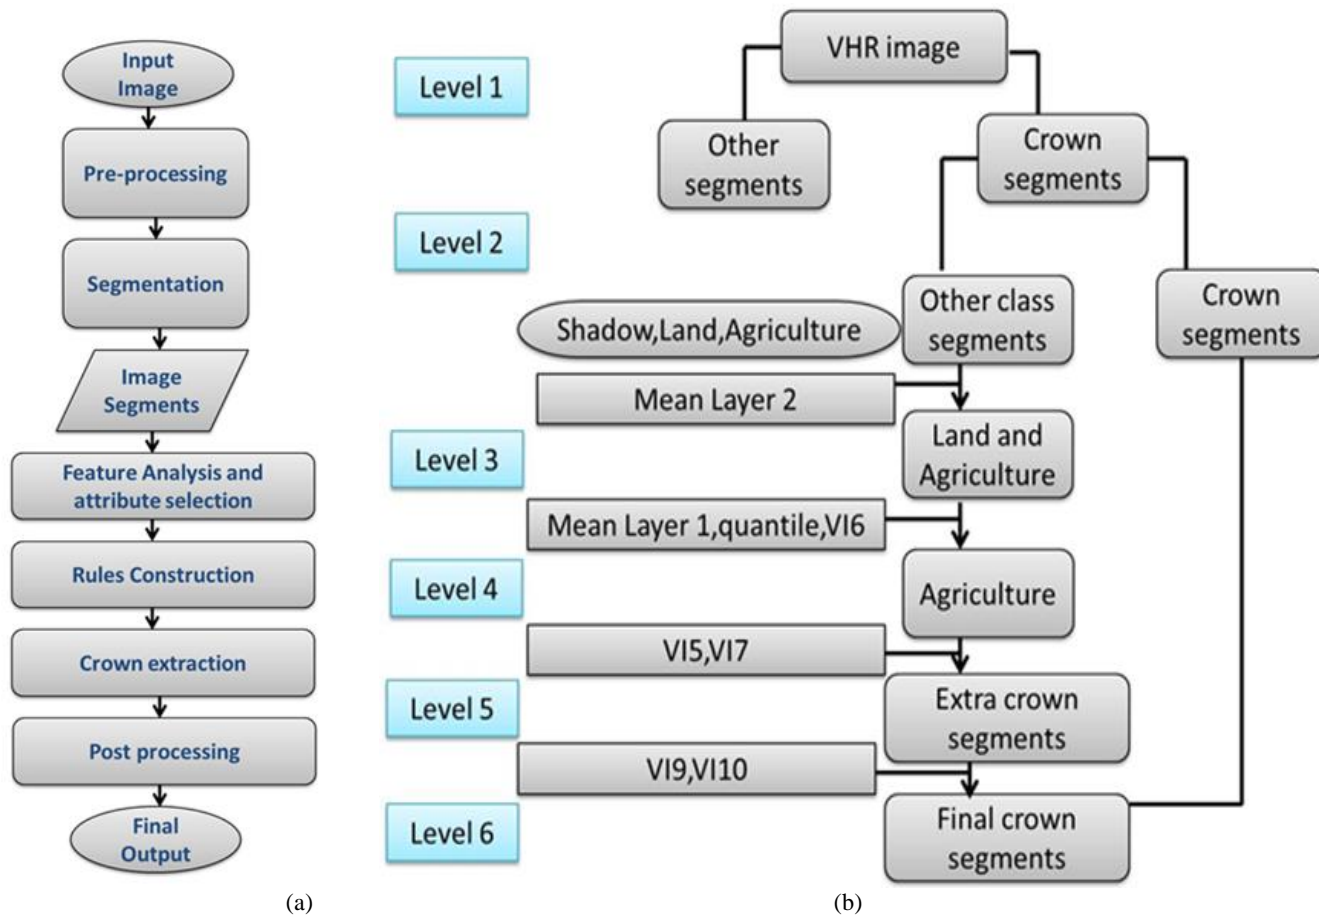 Input
Image
Pre-processing
Segmentation
Image
Segments
Feature Analysis and
attribute selection
Rules Construction
Crown extraction
Post processing
Final
Output
(a)
VHR image
Level 1
Other
segments
Crown
segments
Level 2
Shadow,Land,Agriculture
Other class
segments
Crown
segments
Mean Layer 2
Level 3
Land and
Agriculture
Mean Layer 1,quantile,VI6
Level 4
Agriculture
VI5,VI7
Level 5
Extra crown
segments
VI9,VI10
Level 6
Final crown
segments
(b)